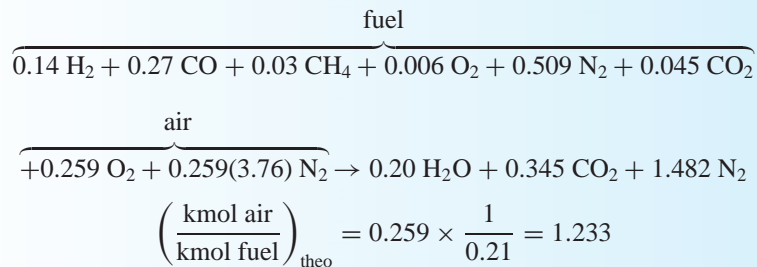 fuel
0.14 H₂ + 0.27 CO + 0.03 CH₄ + 0.006 O₂ + 0.509 N₂ + 0.045 CO₂
air
+0.259 O₂ + 0.259(3.76) N₂ → 0.20 H₂O + 0.345 CO₂ + 1.482 N₂
(kmol air / kmol fuel)theo = 0.259 × 1/0.21 = 1.233